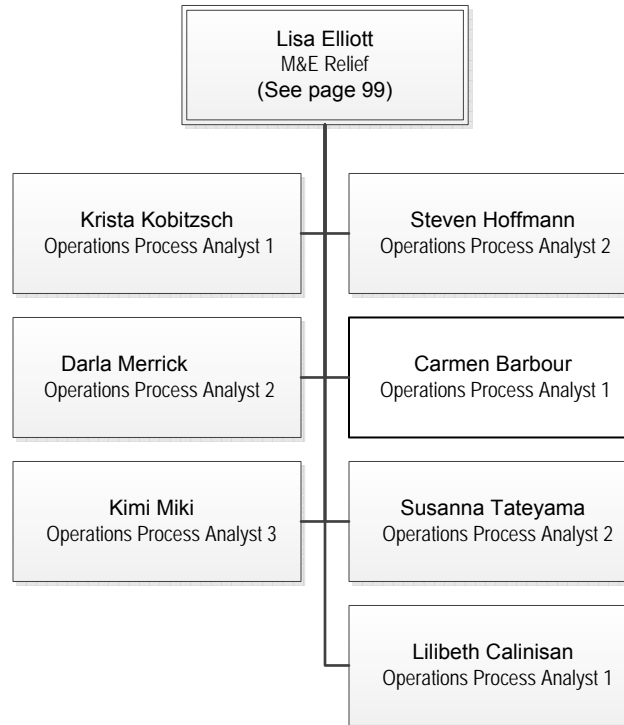 Lisa Elliott
M&E Relief
(See page 99)
Krista Kobitzsch
Operations Process Analyst 1
Steven Hoffmann
Operations Process Analyst 2
Darla Merrick
Operations Process Analyst 2
Carmen Barbour
Operations Process Analyst 1
Kimi Miki
Operations Process Analyst 3
Susanna Tateyama
Operations Process Analyst 2
Lilibeth Calinisan
Operations Process Analyst 1